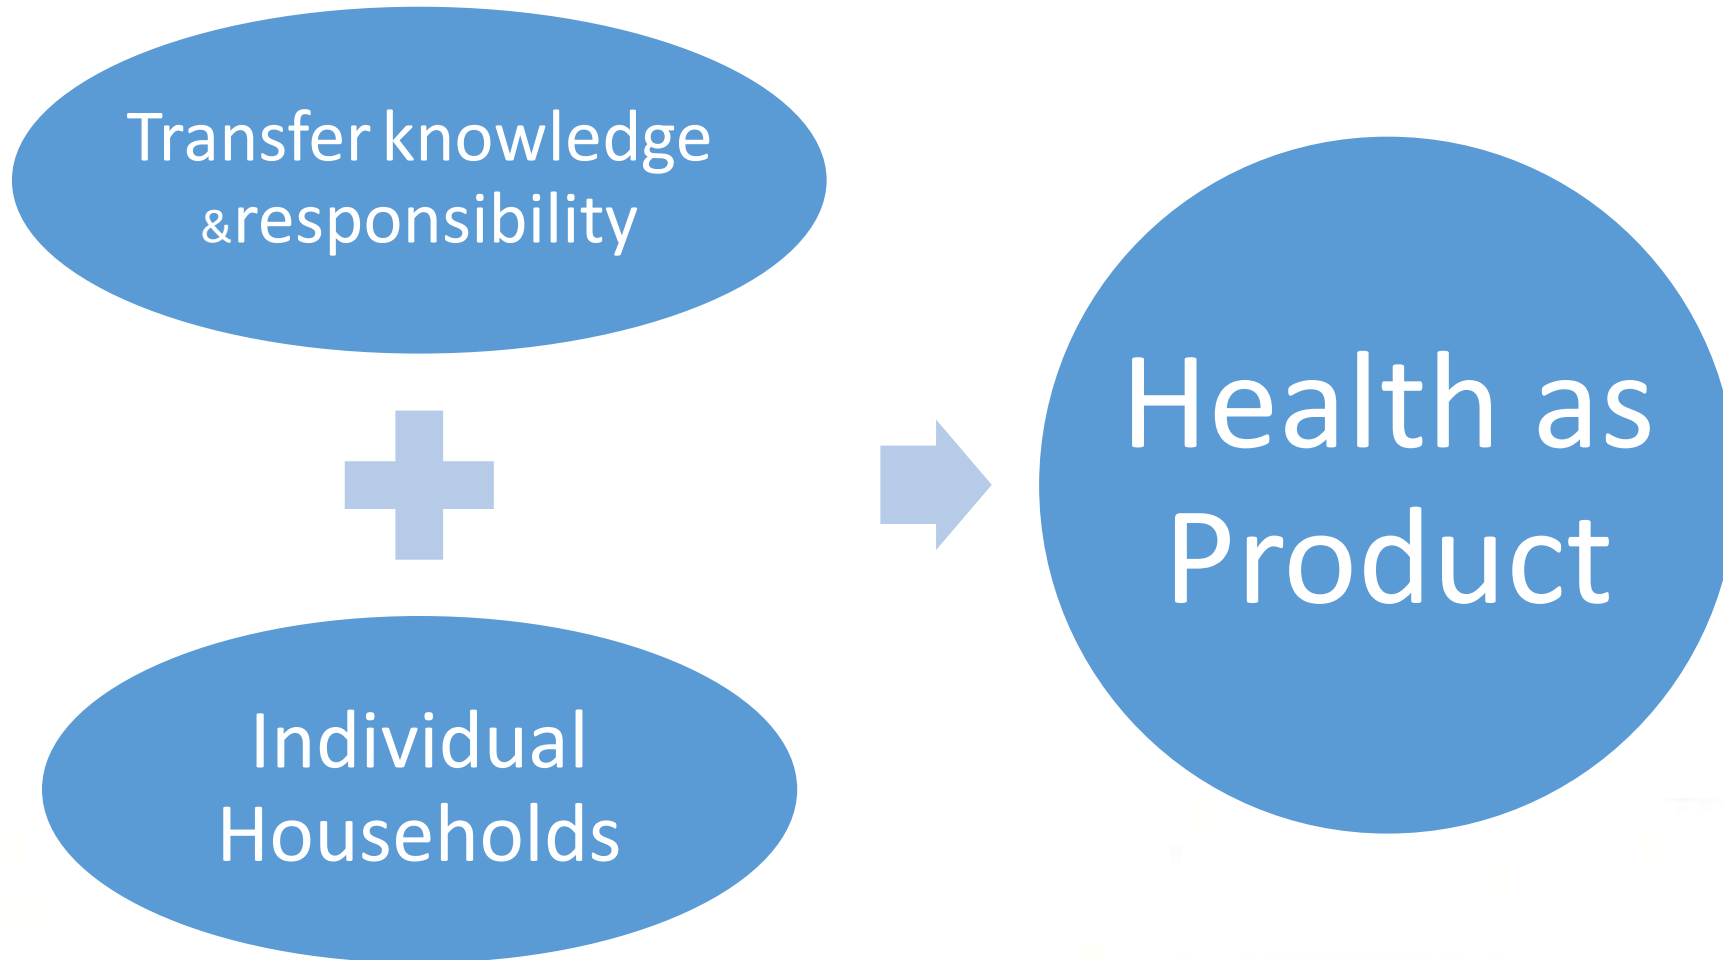 Transfer knowledge
&responsibility
Individual
Households
Health as
Product